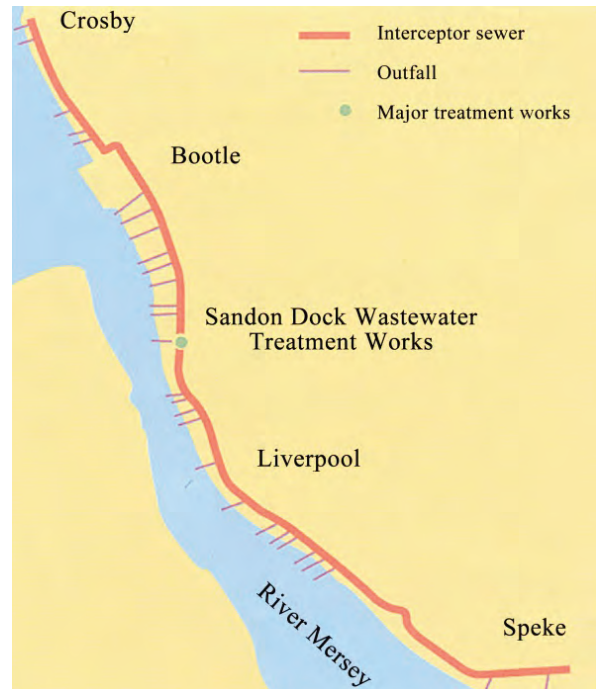 Crosby
Interceptor sewer
Outfall
Major treatment works
Bootle
Sandon Dock Wastewater
Treatment Works
Liverpool
River Mersey
Speke